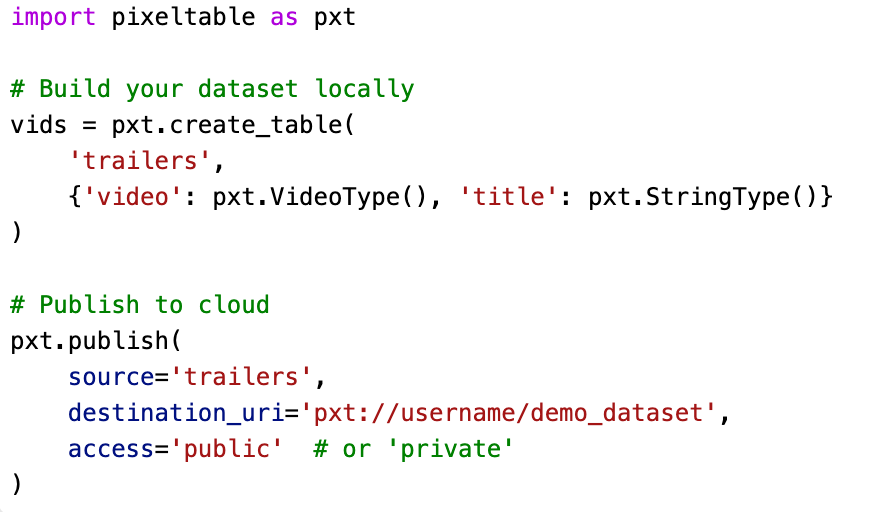 import pixeltable as pxt

# Build your dataset locally
vids = pxt.create_table(
    'trailers',
    {'video': pxt.VideoType(), 'title': pxt.StringType()}
)

# Publish to cloud
pxt.publish(
    source='trailers',
    destination_uri='pxt://username/demo_dataset',
    access='public'  # or 'private'
)